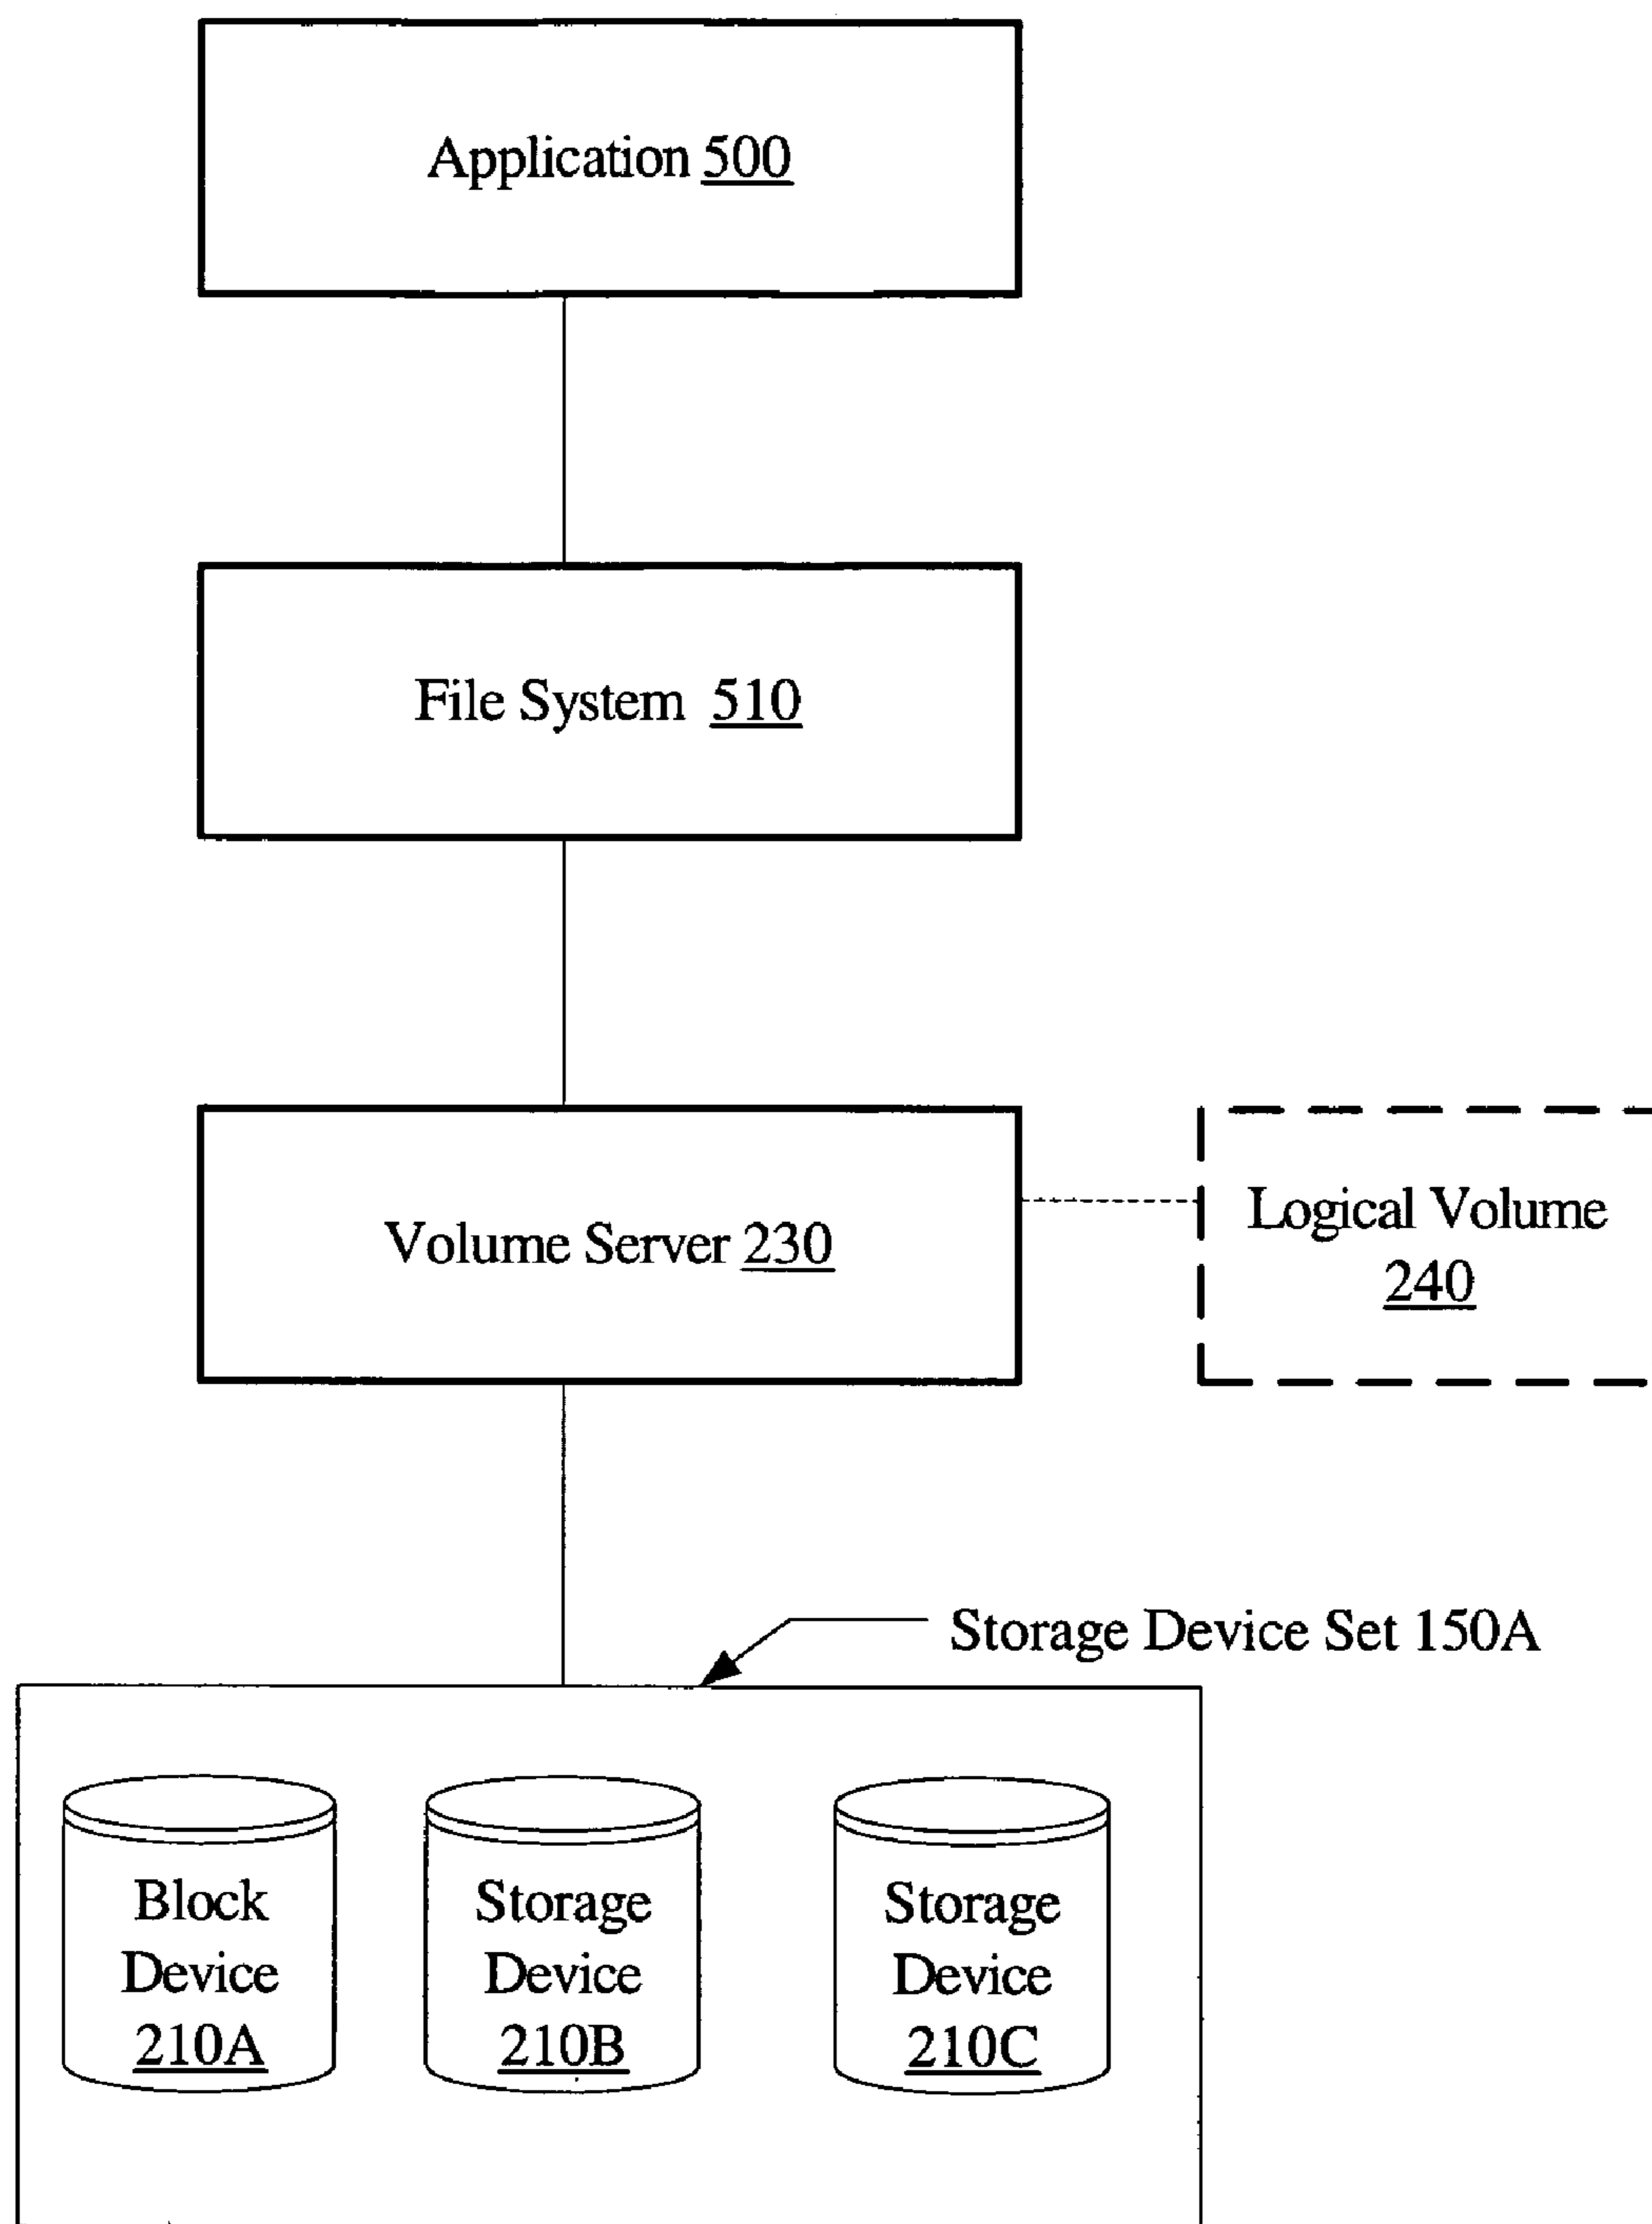 Application 500
File System 510
Volume Server 230
Logical Volume
240
Storage Device Set 150A
Block
Device
210A
Storage
Device
210B
Storage
Device
210C